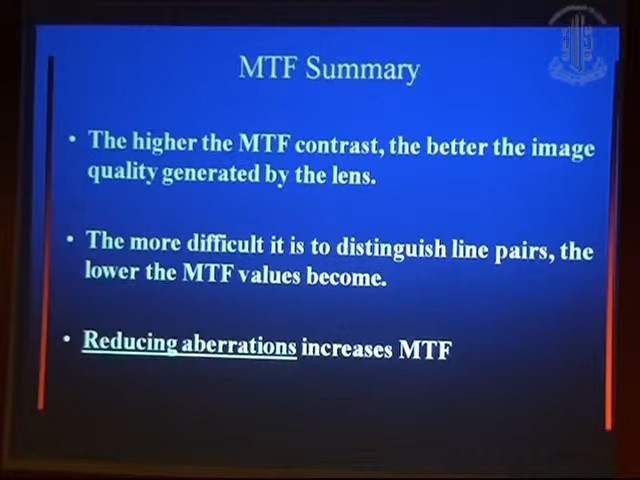 MTF Summary
• The higher the MTF contrast, the better the image
quality generated by the lens.
• The more difficult it is to distinguish line pairs, the
lower the MTF values become.
• Reducing aberrations increases MTF